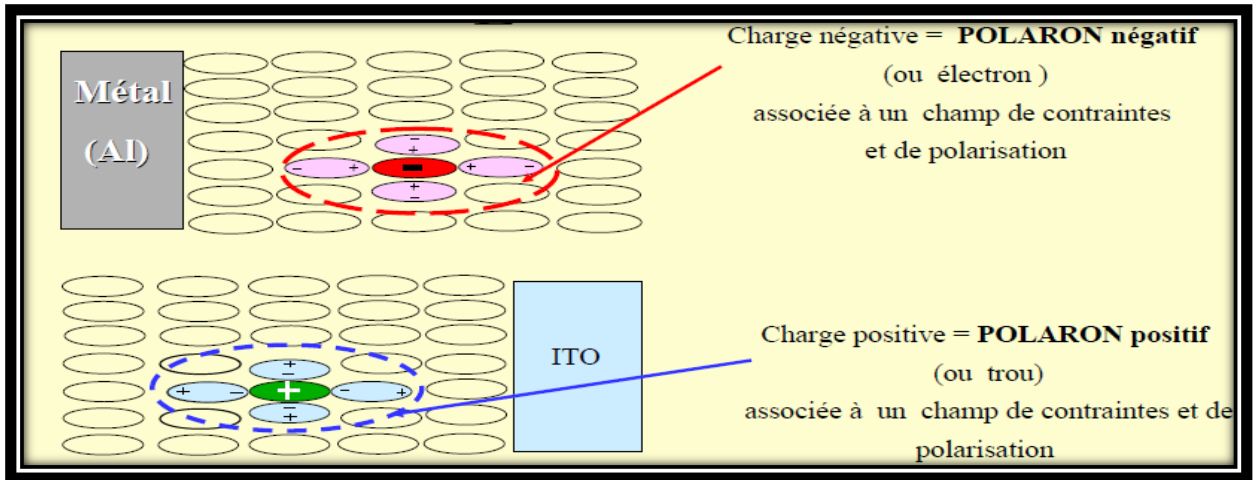 Charge négative = POLARON négatif
(ou électron )
associée à un champ de contraintes
et de polarisation
Métal
(Al)
-
+
- + - + -
+
-
ITO
Charge positive = POLARON positif
(ou trou)
associée à un champ de contraintes et de
polarisation
+
-
+ - + - +
-
+